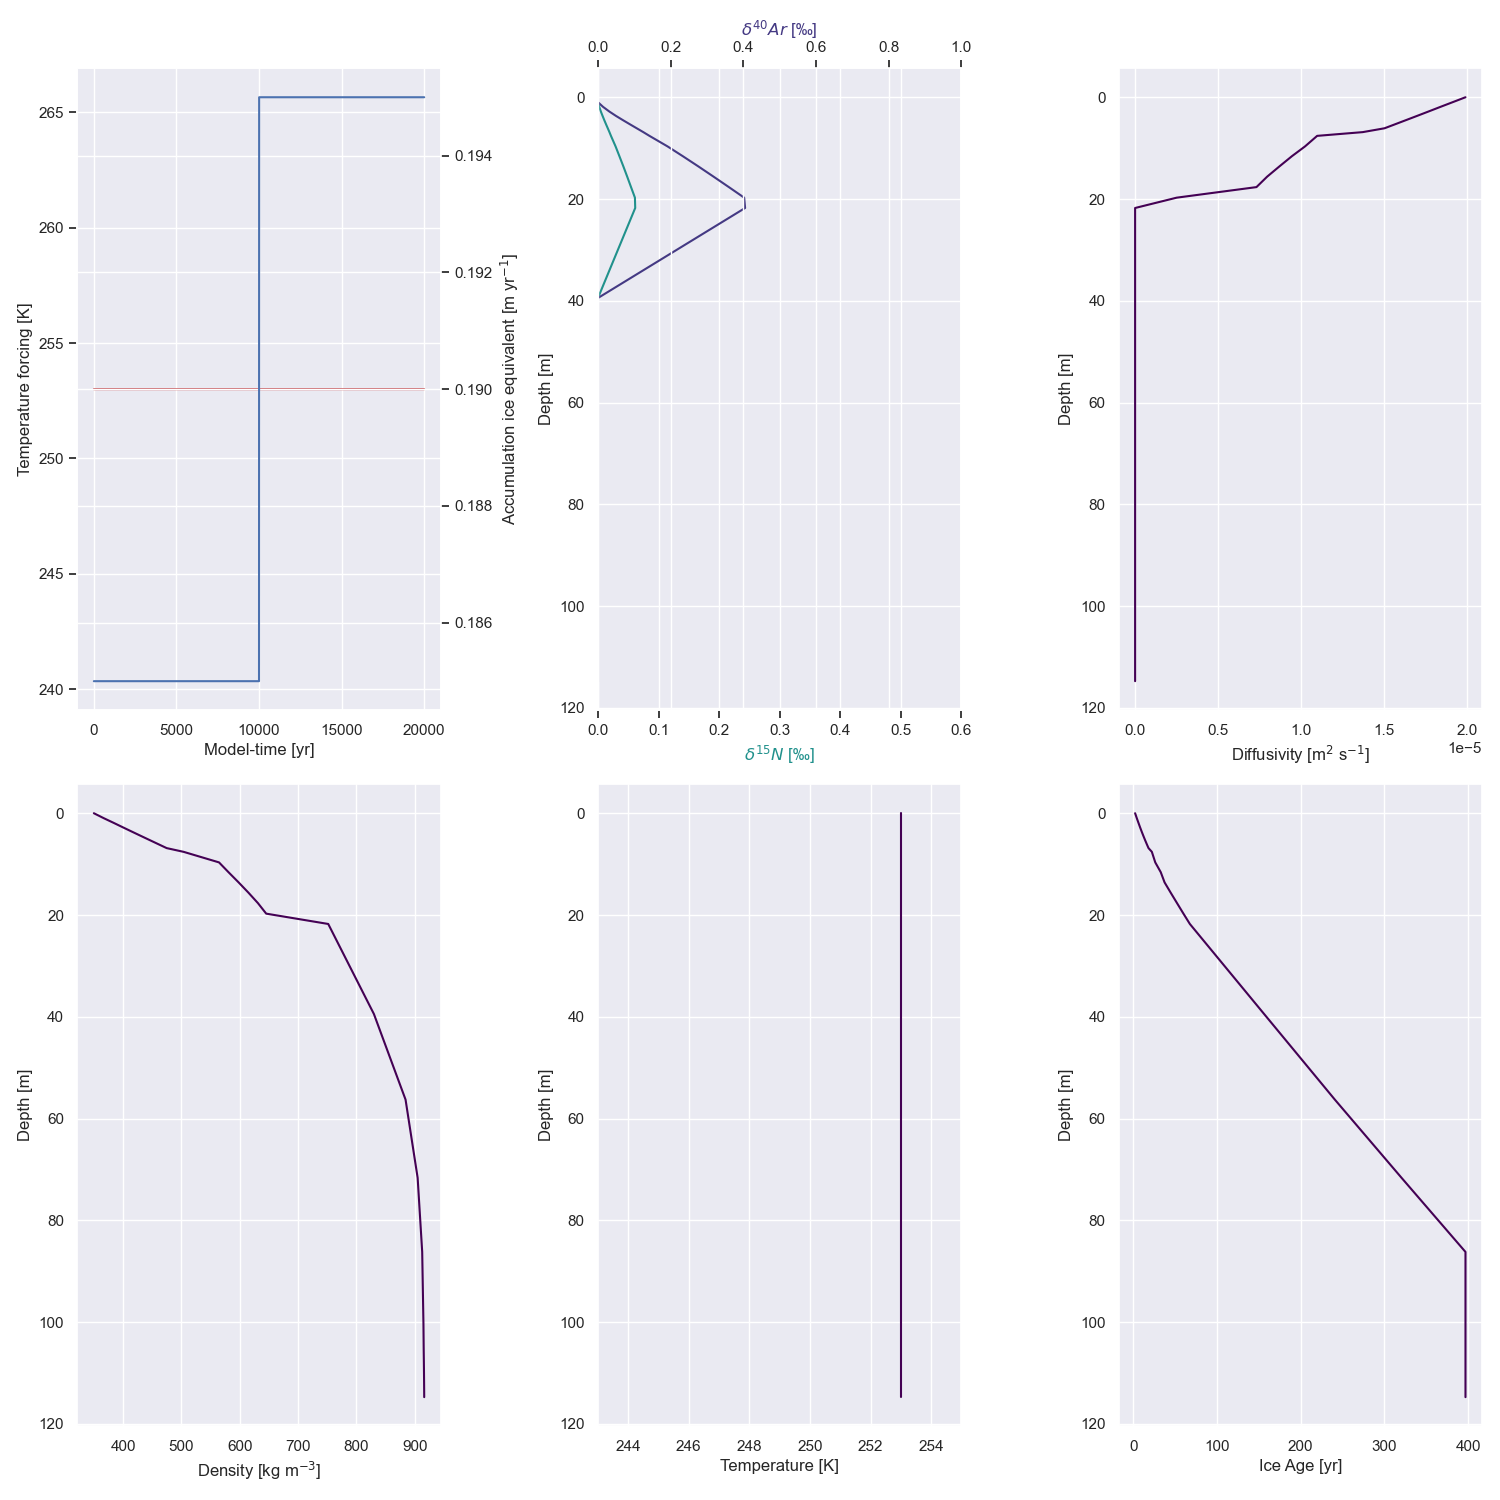 δ⁴⁰Ar [‰]
0.0 0.2 0.4 0.6 0.8 1.0
Temperature forcing [K]
265
260
255
250
245
240
0 5000 10000 15000 20000
Model-time [yr]
0.194
0.192
0.190
0.188
0.186
Accumulation ice equivalent [m yr⁻¹]
Depth [m]
0
20
40
60
80
100
120
0.0 0.1 0.2 0.3 0.4 0.5 0.6
δ¹⁵N [‰]
Depth [m]
0
20
40
60
80
100
120
0.0 0.5 1.0 1.5 2.0
1e−5
Diffusivity [m² s⁻¹]
Depth [m]
0
20
40
60
80
100
120
400 500 600 700 800 900
Density [kg m⁻³]
Depth [m]
0
20
40
60
80
100
120
244 246 248 250 252 254
Temperature [K]
Depth [m]
0
20
40
60
80
100
120
0 100 200 300 400
Ice Age [yr]